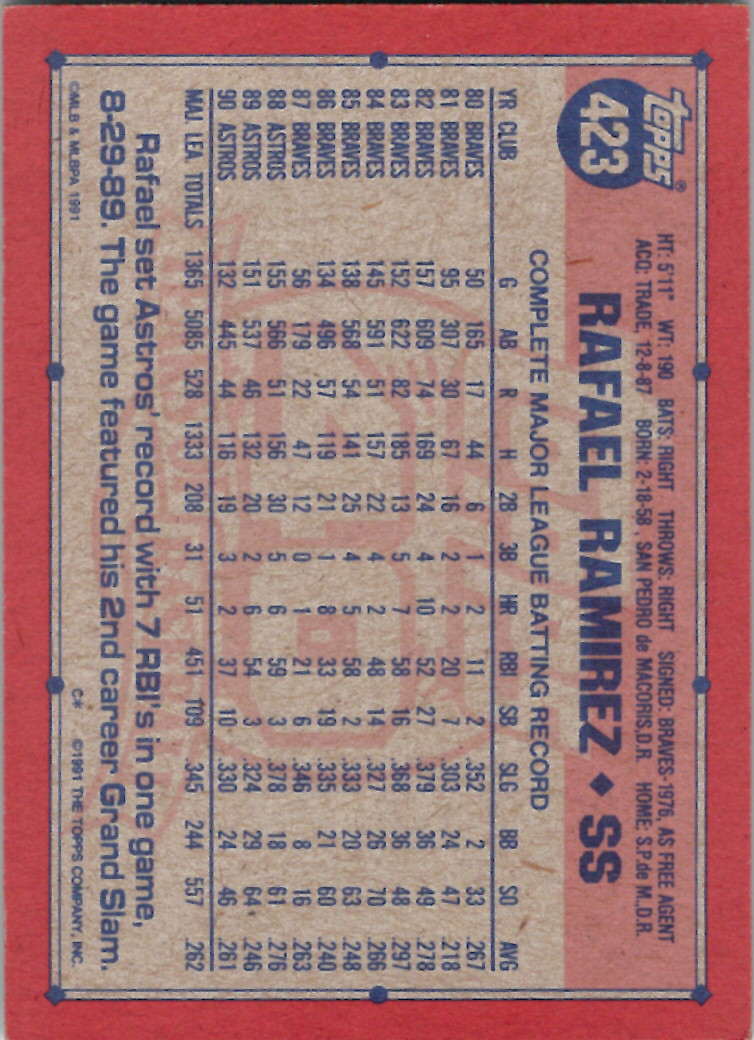 Topps®
423
HT: 5'11" WT: 190 BATS: RIGHT THROWS: RIGHT SIGNED: BRAVES-1976, AS FREE AGENT
ACQ: TRADE, 12-8-87 BORN: 2-18-58, SAN PEDRO de MACORIS, D.R. HOME: S.P. de M., D.R.
RAFAEL RAMIREZ ♦ SS
COMPLETE MAJOR LEAGUE BATTING RECORD
YR CLUB G AB R H 2B 3B HR RBI SB SLG BB SO AVG
80 BRAVES 50 165 17 44 6 1 2 11 2 .352 2 33 .267
81 BRAVES 95 307 30 67 16 2 2 20 7 .303 24 47 .218
82 BRAVES 157 609 74 169 24 4 10 52 27 .379 36 49 .278
83 BRAVES 152 622 82 185 13 5 7 58 16 .368 36 48 .297
84 BRAVES 145 591 51 157 22 4 2 48 14 .327 26 70 .266
85 BRAVES 138 568 54 141 25 4 5 58 2 .333 20 63 .248
86 BRAVES 134 496 57 119 21 1 8 33 19 .335 21 60 .240
87 BRAVES 56 179 22 47 12 0 1 21 6 .346 8 16 .263
88 ASTROS 155 566 51 156 30 5 6 59 3 .378 18 61 .276
89 ASTROS 151 537 46 132 20 2 6 54 3 .324 29 64 .246
90 ASTROS 132 445 44 116 19 3 2 37 10 .330 24 46 .261
MAJ. LEA. TOTALS 1365 5085 528 1333 208 31 51 451 109 .345 244 557 .262
Rafael set Astros' record with 7 RBI's in one game,
8-29-89. The game featured his 2nd career Grand Slam.
©MLB & MLBPA 1991 C* ©1991 THE TOPPS COMPANY, INC.